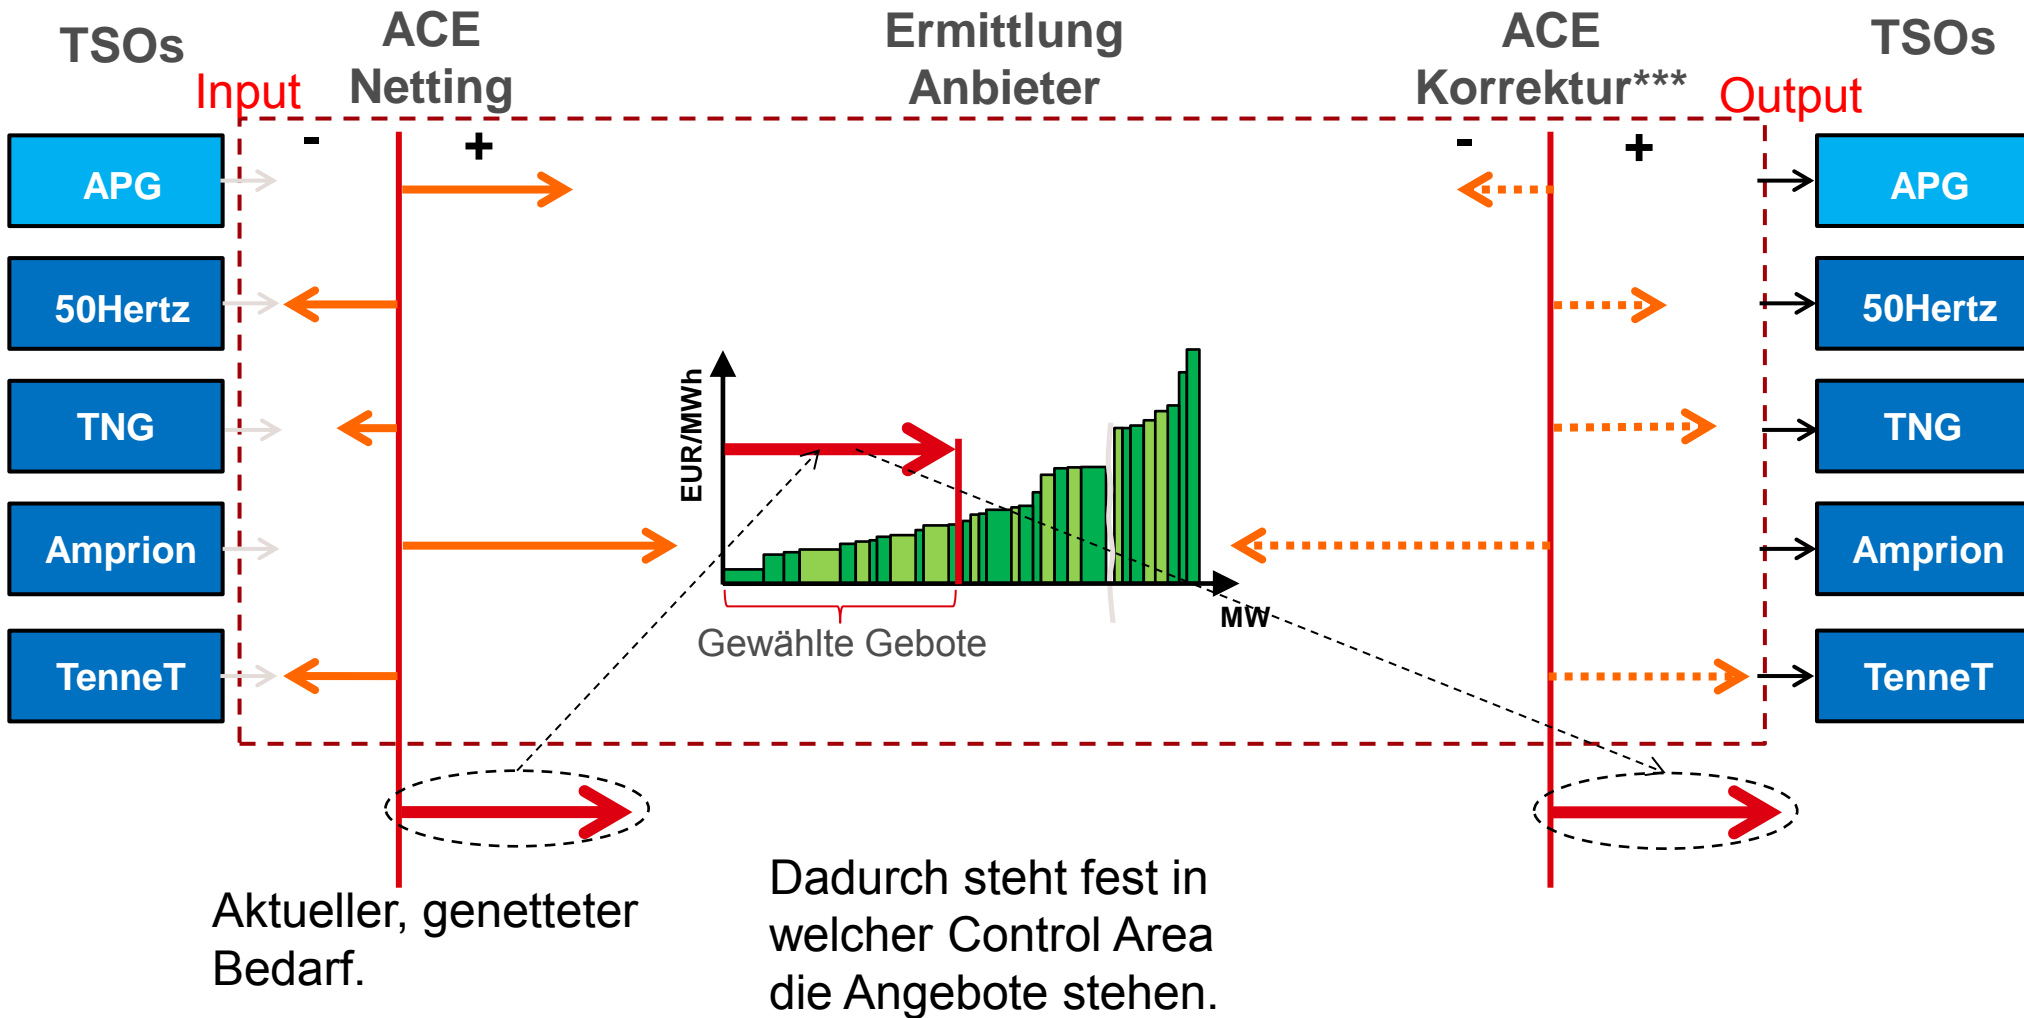 TSOs
ACE
Netting
Ermittlung
Anbieter
ACE
Korrektur***
TSOs
Input
Output
-
+
-
+
APG
50Hertz
TNG
Amprion
TenneT
EUR/MWh
MW
Gewählte Gebote
APG
50Hertz
TNG
Amprion
TenneT
Aktueller, genetteter
Bedarf.
Dadurch steht fest in
welcher Control Area
die Angebote stehen.